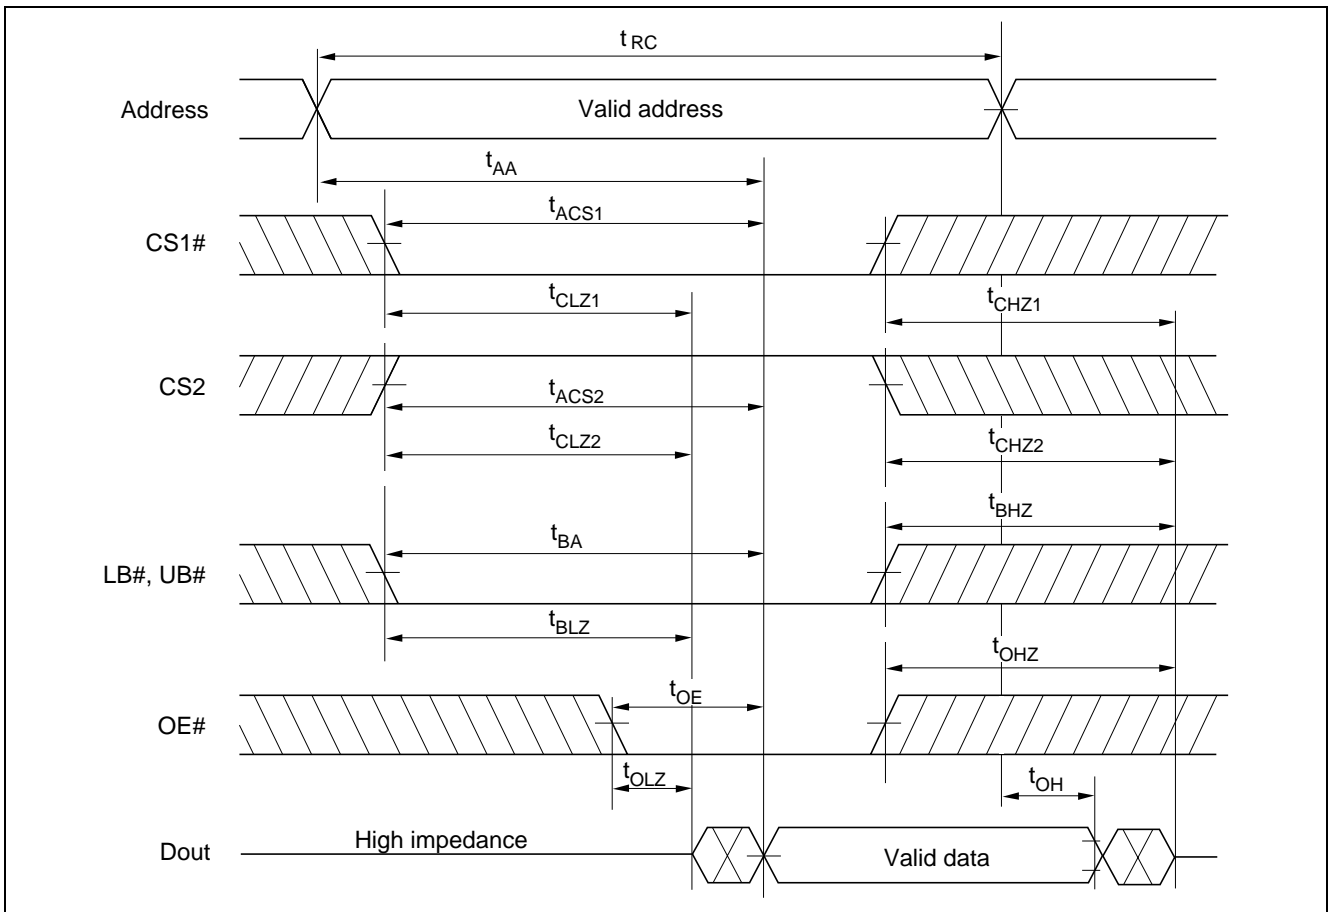 tRC
Address
Valid address
tAA
tACS1
CS1#
tCLZ1
tCHZ1
CS2
tACS2
tCLZ2
tCHZ2
tBHZ
tBA
LB#, UB#
tBLZ
tOHZ
tOE
OE#
tOLZ
tOH
High impedance
Dout
Valid data